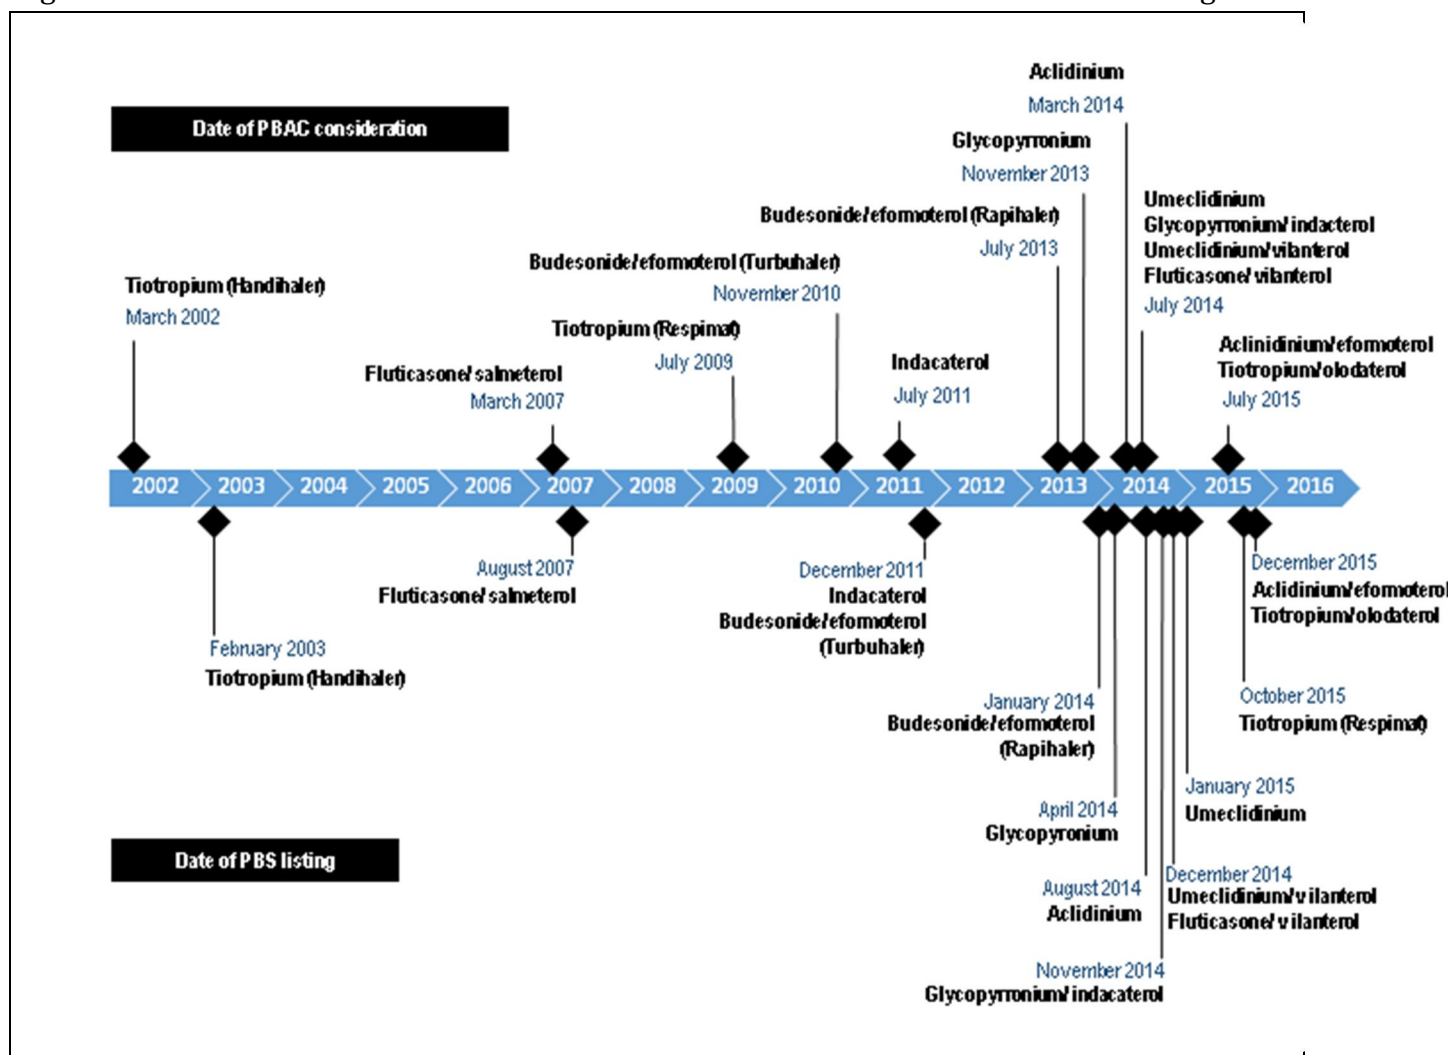 Aclidinium
March 2014
Date of PBAC consideration
Glycopyrronium
November 2013
Umeclidinium
Glycopyrronium/indacterol
Umeclidinium/vilanterol
Fluticasone/vilanterol
July 2014
Budesonide/eformoterol (Rapihaler)
July 2013
Budesonide/eformoterol (Turbuhaler)
November 2010
Tiotropium (Handihaler)
March 2002
Tiotropium (Respimat)
July 2009
Aclinidinium/eformoterol
Tiotropium/olodaterol
July 2015
Indacaterol
July 2011
Fluticasone/salmeterol
March 2007
2002 2003 2004 2005 2006 2007 2008 2009 2010 2011 2012 2013 2014 2015 2016
August 2007
Fluticasone/salmeterol
December 2011
Indacaterol
Budesonide/eformoterol
(Turbuhaler)
December 2015
Aclidinium/eformoterol
Tiotropium/olodaterol
February 2003
Tiotropium (Handihaler)
January 2014
Budesonide/eformoterol
(Rapihaler)
October 2015
Tiotropium (Respimat)
January 2015
Umeclidinium
April 2014
Glycopyronium
Date of PBS listing
August 2014
Aclidinium
December 2014
Umeclidinium/vilanterol
Fluticasone/vilanterol
November 2014
Glycopyrronium/indacaterol